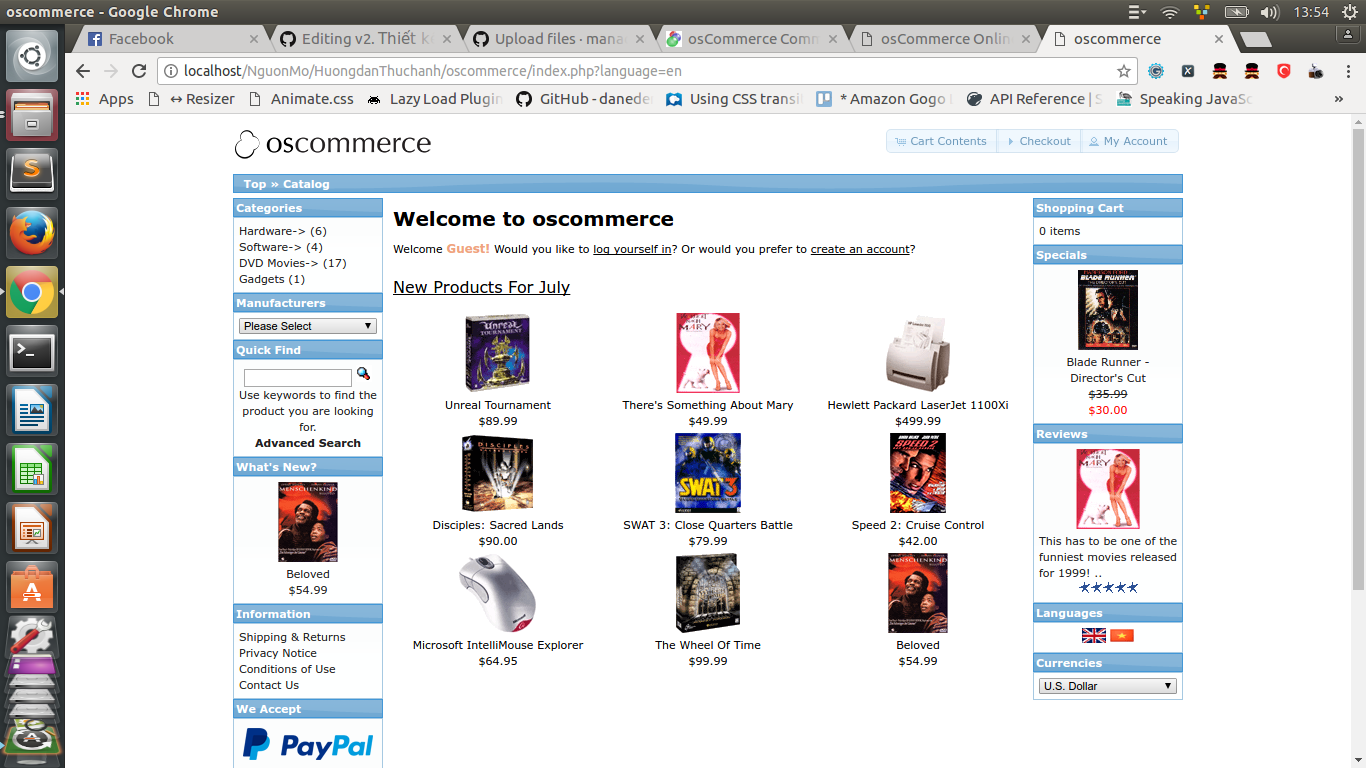 oscommerce - Google Chrome
13:54
Facebook
Editing v2. Thiết k
Upload files · mana
osCommerce Comm
osCommerce Onlin
oscommerce
localhost/NguonMo/HuongdanThuchanh/oscommerce/index.php?language=en
Apps
↔ Resizer
Animate.css
Lazy Load Plugin
GitHub - daneden
Using CSS transi
* Amazon Gogo
API Reference |
Speaking JavaSc
»
oscommerce
Cart Contents
Checkout
My Account
Top » Catalog
Categories
Hardware-> (6)
Software-> (4)
DVD Movies-> (17)
Gadgets (1)
Manufacturers
Please Select
Quick Find
Use keywords to find the
product you are looking
for.
Advanced Search
What's New?
Beloved
$54.99
Information
Shipping & Returns
Privacy Notice
Conditions of Use
Contact Us
We Accept
PayPal
Welcome to oscommerce
Welcome Guest! Would you like to log yourself in? Or would you prefer to create an account?
New Products For July
Unreal Tournament
$89.99
There's Something About Mary
$49.99
Hewlett Packard LaserJet 1100Xi
$499.99
Disciples: Sacred Lands
$90.00
SWAT 3: Close Quarters Battle
$79.99
Speed 2: Cruise Control
$42.00
Microsoft IntelliMouse Explorer
$64.95
The Wheel Of Time
$99.99
Beloved
$54.99
Shopping Cart
0 items
Specials
BLADE RUNNER
Blade Runner -
Director's Cut
$35.99
$30.00
Reviews
This has to be one of the
funniest movies released
for 1999! ..
Languages
Currencies
U.S. Dollar